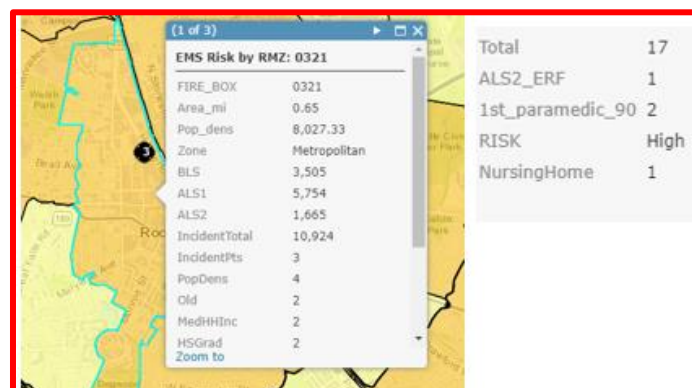 (1 of 3)
EMS Risk by RMZ: 0321
FIRE_BOX 0321
Area_mi 0.65
Pop_dens 8,027.33
Zone Metropolitan
BLS 3,505
ALS1 5,754
ALS2 1,665
IncidentTotal 10,924
IncidentPts 3
PopDens 4
Old 2
MedHHInc 2
HSGrad 2
Zoom to
Total 17
ALS2_ERF 1
1st_paramedic_90 2
RISK High
NursingHome 1
3
Welsh
Park
Beall Ave
Roc